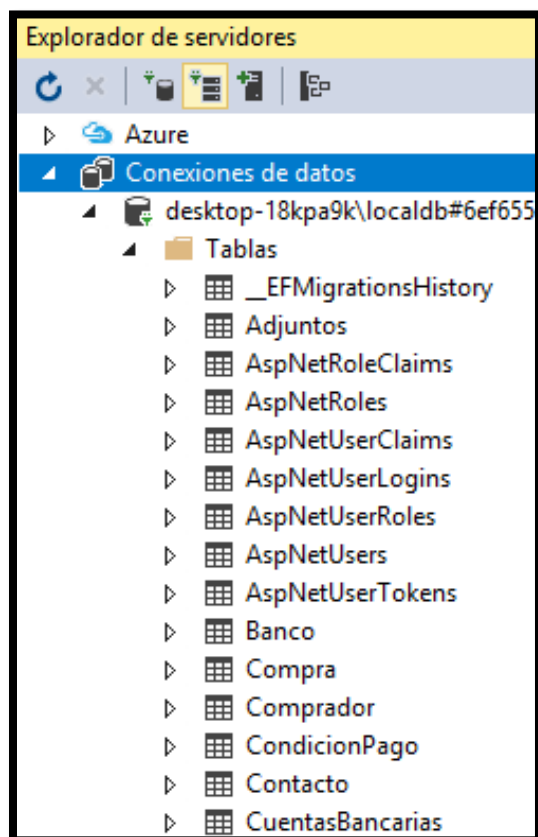 Explorador de servidores
Azure
Conexiones de datos
desktop-18kpa9k\localdb#6ef655
Tablas
__EFMigrationsHistory
Adjuntos
AspNetRoleClaims
AspNetRoles
AspNetUserClaims
AspNetUserLogins
AspNetUserRoles
AspNetUsers
AspNetUserTokens
Banco
Compra
Comprador
CondicionPago
Contacto
CuentasBancarias